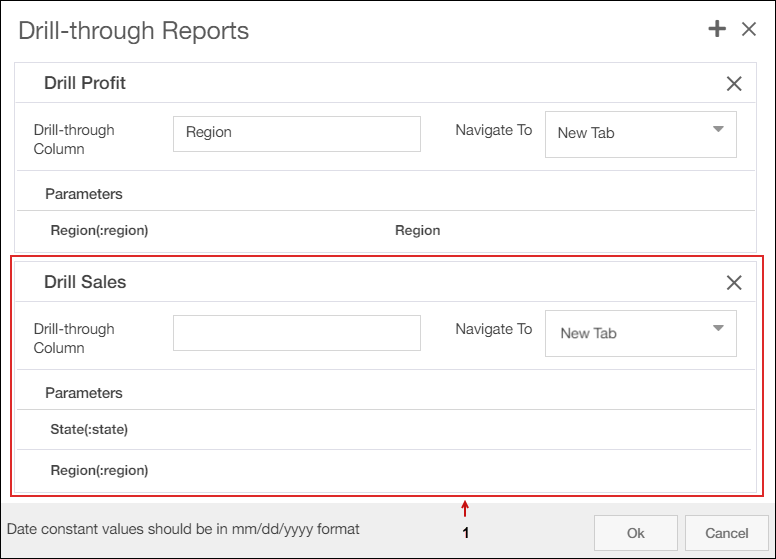 Drill-through Reports
Drill Profit
Drill-through Column
Region
Navigate To
New Tab
Parameters
Region(:region)
Region
Drill Sales
Drill-through Column
Navigate To
New Tab
Parameters
State(:state)
Region(:region)
1
Date constant values should be in mm/dd/yyyy format
Ok
Cancel